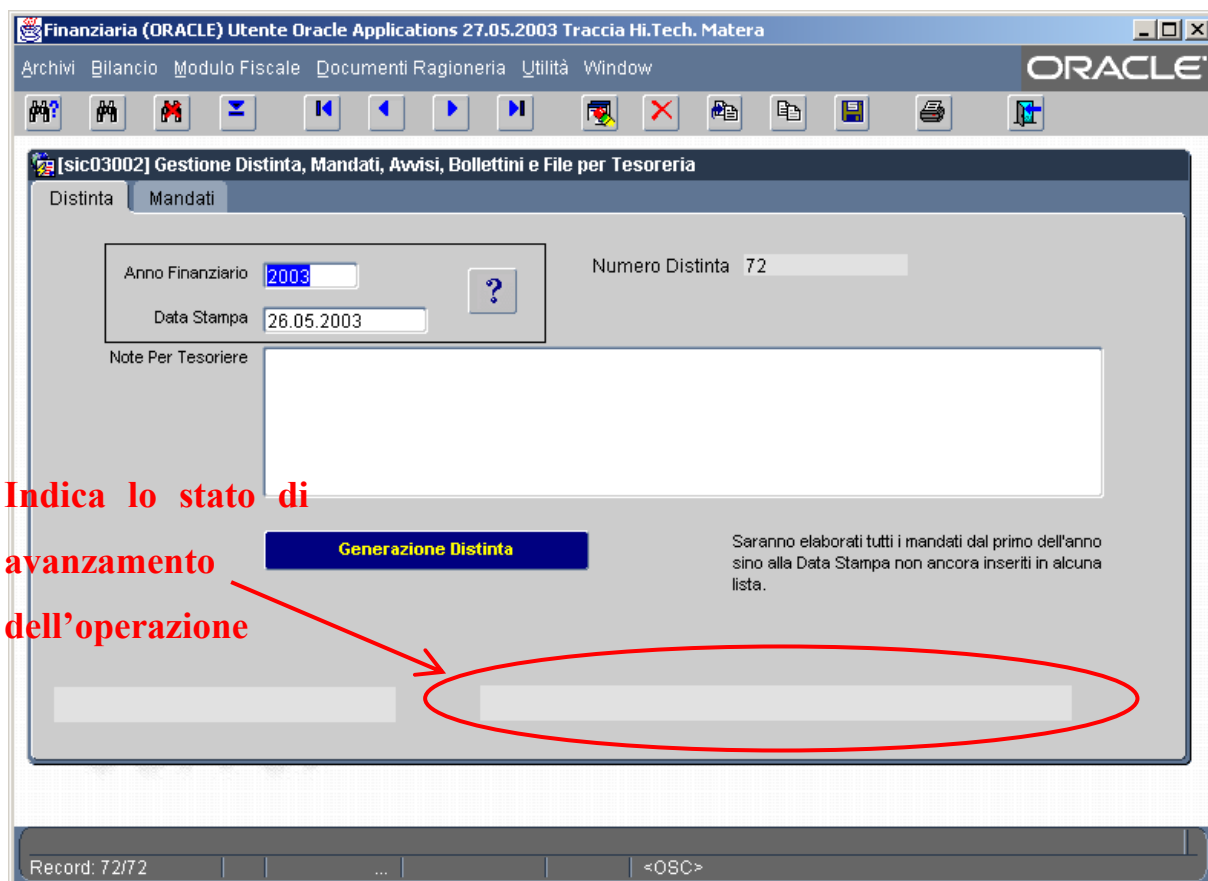 Finanziaria (ORACLE) Utente Oracle Applications 27.05.2003 Traccia Hi.Tech. Matera
Archivi Bilancio Modulo Fiscale Documenti Ragioneria Utilità Window
ORACLE
[sic03002] Gestione Distinta, Mandati, Avvisi, Bollettini e File per Tesoreria
Distinta Mandati
Anno Finanziario 2003
?
Numero Distinta 72
Data Stampa 26.05.2003
Note Per Tesoriere
Indica lo stato di
avanzamento
dell’operazione
Generazione Distinta
Saranno elaborati tutti i mandati dal primo dell'anno
sino alla Data Stampa non ancora inseriti in alcuna
lista.
Record: 72/72 ... <OSC>